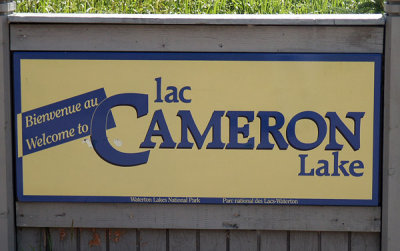 Bienvenue au
Welcome to
lac
CAMERON
Lake
Waterton Lakes National Park Parc national des Lacs-Waterton